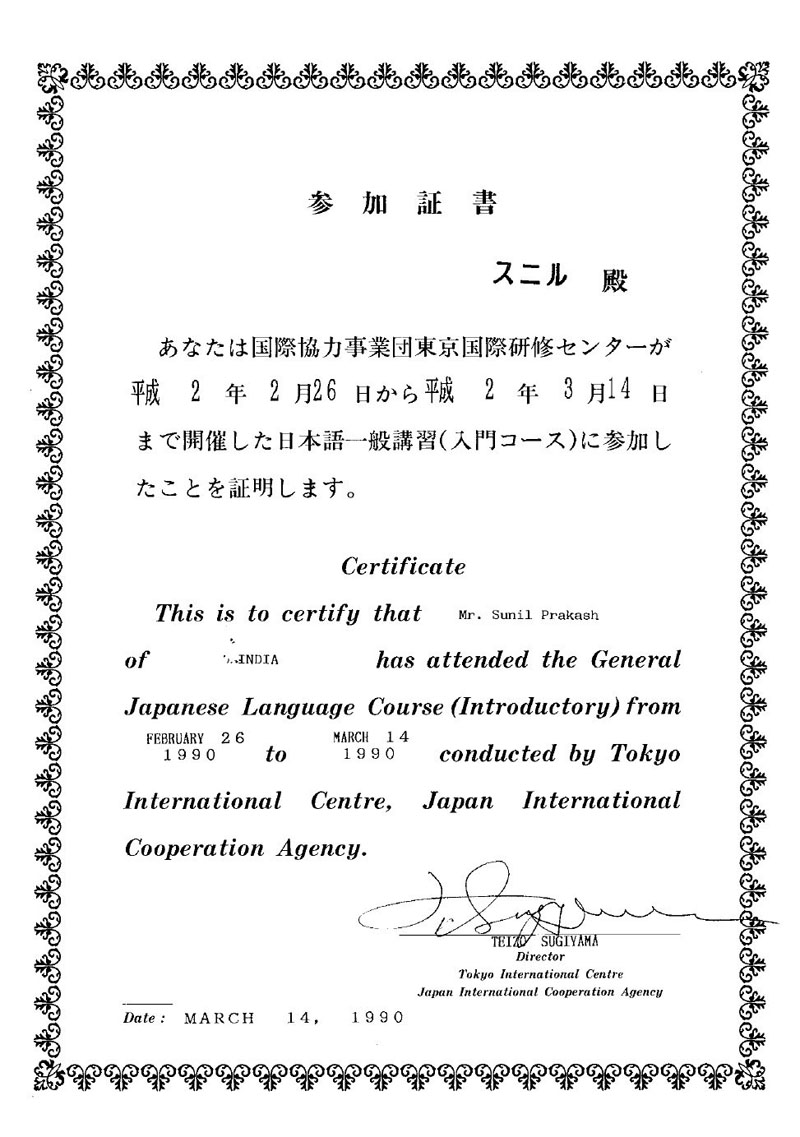 参加証書
スニル 殿
あなたは国際協力事業団東京国際研修センターが
平成 2 年 2 月26 日から平成 2 年 3 月14 日
まで開催した日本語一般講習(入門コース)に参加し
たことを証明します。
Certificate
This is to certify that Mr. Sunil Prakash
of INDIA has attended the General
Japanese Language Course (Introductory) from
FEBRUARY 26 1990 to MARCH 14 1990 conducted by Tokyo
International Centre, Japan International
Cooperation Agency.
TEIZO SUGIYAMA
Director
Tokyo International Centre
Japan International Cooperation Agency
Date : MARCH 14, 1990